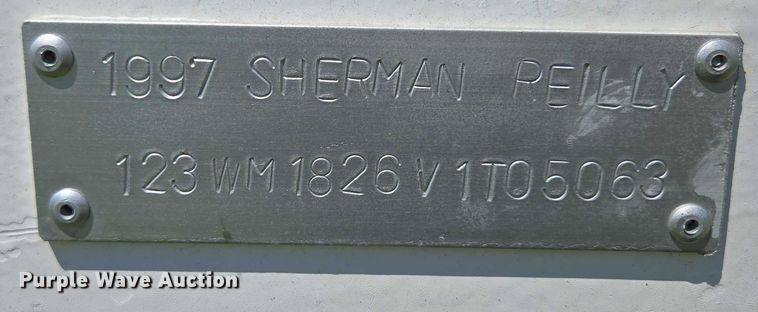 1997 SHERMAN REILLY
123WM1826V1T05063
Purple Wave Auction